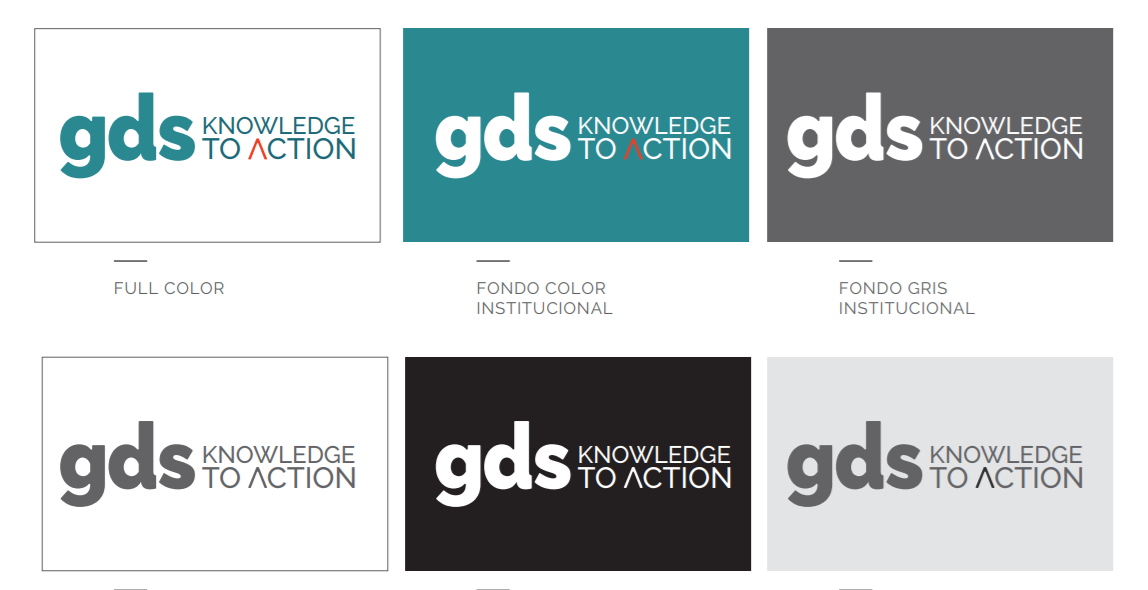 gds KNOWLEDGE
TO ΛCTION
gds KNOWLEDGE
TO ΛCTION
gds KNOWLEDGE
TO ΛCTION
FULL COLOR
FONDO COLOR
INSTITUCIONAL
FONDO GRIS
INSTITUCIONAL
gds KNOWLEDGE
TO ΛCTION
gds KNOWLEDGE
TO ΛCTION
gds KNOWLEDGE
TO ΛCTION